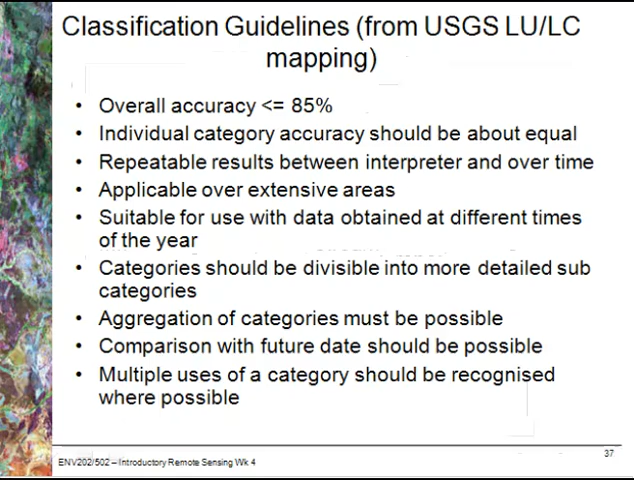 Classification Guidelines (from USGS LU/LC
mapping)
• Overall accuracy <= 85%
• Individual category accuracy should be about equal
• Repeatable results between interpreter and over time
• Applicable over extensive areas
• Suitable for use with data obtained at different times
of the year
• Categories should be divisible into more detailed sub
categories
• Aggregation of categories must be possible
• Comparison with future date should be possible
• Multiple uses of a category should be recognised
where possible
37
ENV202/502 – Introductory Remote Sensing Wk 4